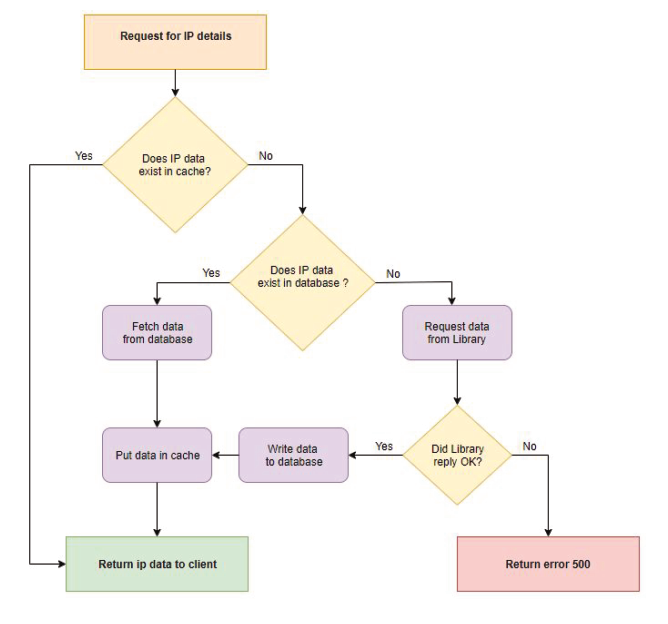 Request for IP details
Yes
Does IP data
exist in cache?
No
Does IP data
exist in database ?
Yes
No
Fetch data
from database
Request data
from Library
Put data in cache
Write data
to database
Yes
Did Library
reply OK?
No
Return ip data to client
Return error 500